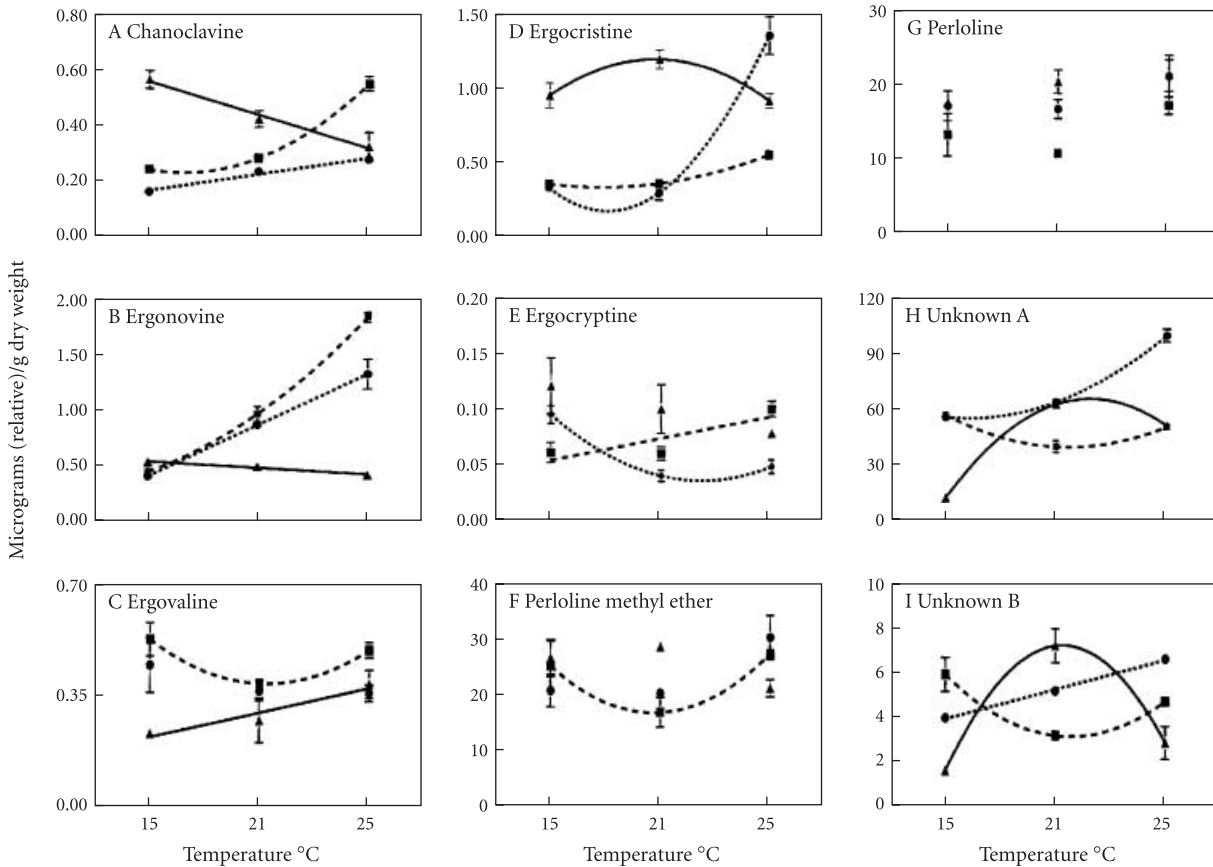 Micrograms (relative)/g dry weight
A Chanoclavine
0.80
0.60
0.40
0.20
0.00
D Ergocristine
1.50
1.00
0.50
0.00
G Perloline
30
20
10
0
B Ergonovine
2.00
1.50
1.00
0.50
0.00
E Ergocryptine
0.20
0.15
0.10
0.05
0.00
H Unknown A
120
90
60
30
0
C Ergovaline
0.70
0.35
0.00
15 21 25
Temperature °C
F Perloline methyl ether
40
30
20
10
0
15 21 25
Temperature °C
I Unknown B
10
8
6
4
2
0
15 21 25
Temperature °C